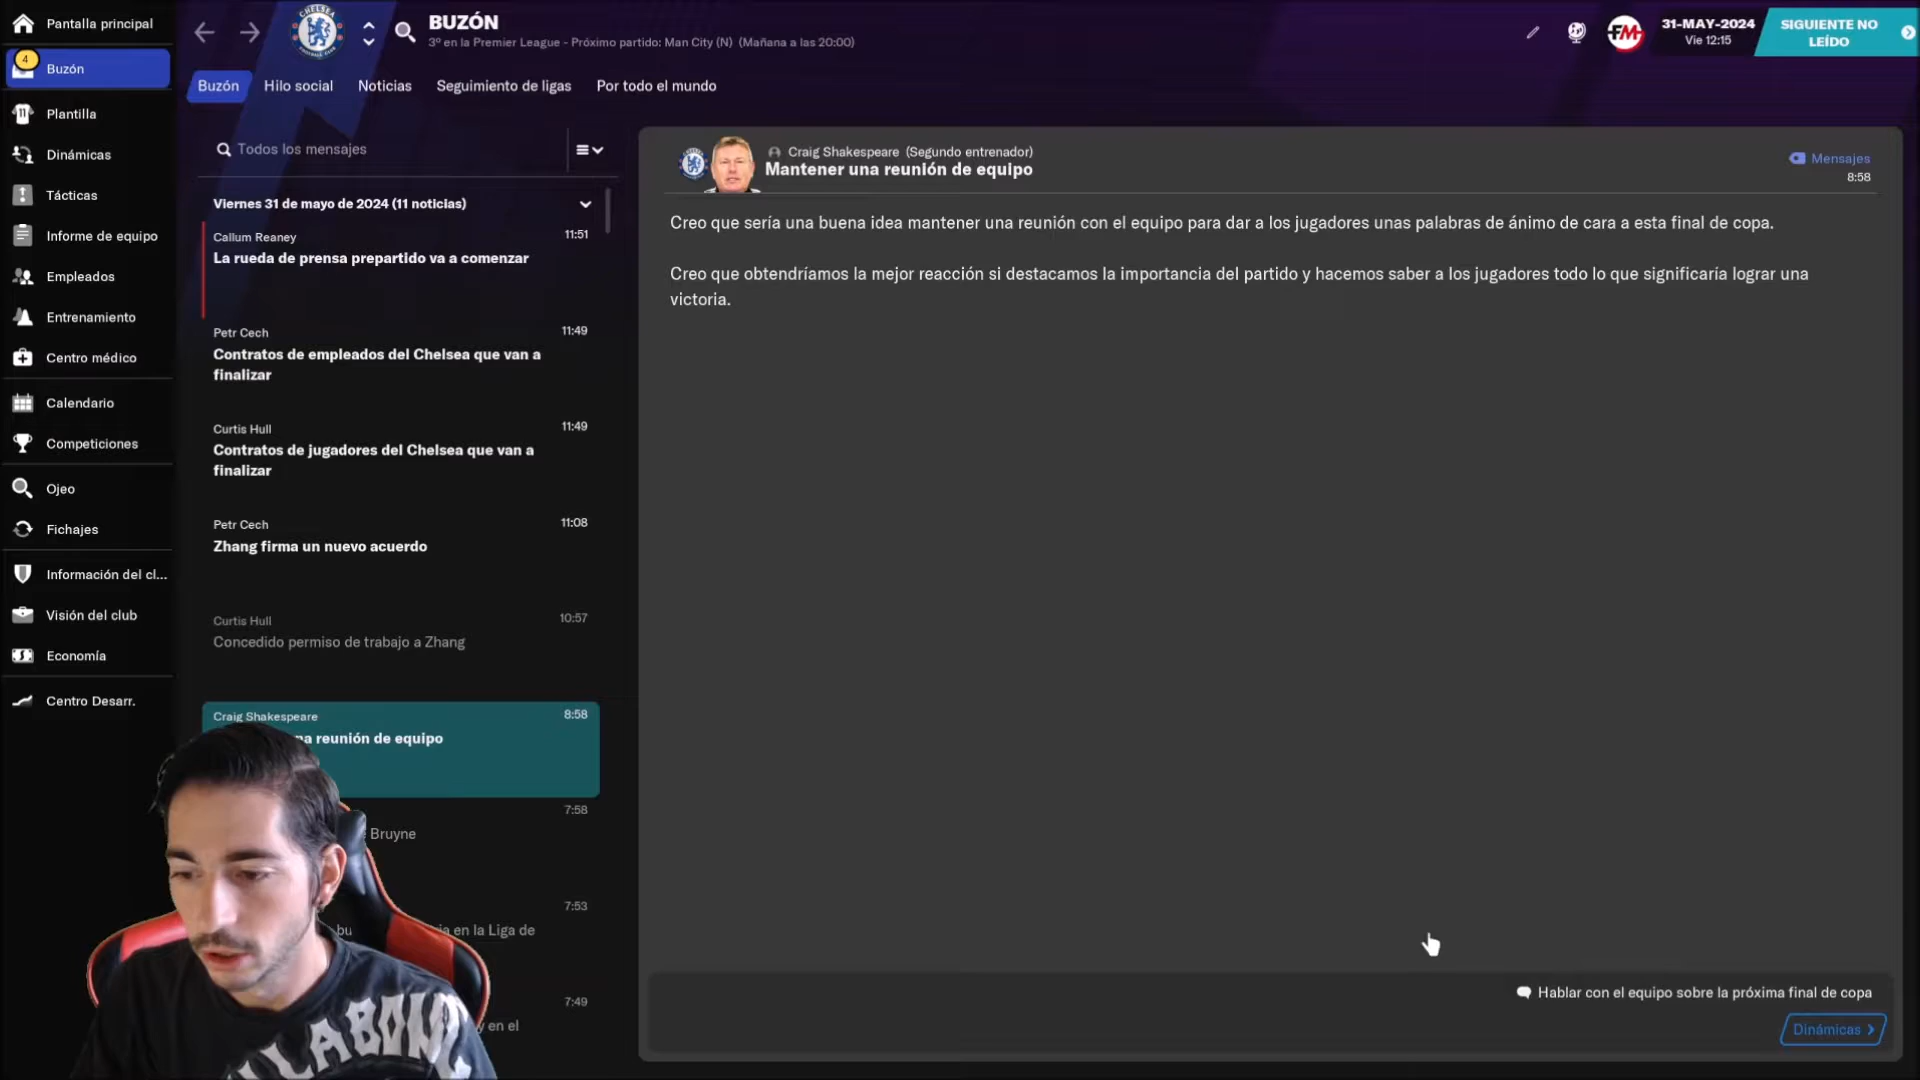 Pantalla principal
4
Buzón
Plantilla
Dinámicas
Tácticas
Informe de equipo
Empleados
Entrenamiento
Centro médico
Calendario
Competiciones
Ojeo
Fichajes
Información del cl...
Visión del club
Economía
Centro Desarr.
BUZÓN
3º en la Premier League - Próximo partido: Man City (N) (Mañana a las 20:00)
FM
31-MAY-2024
Vie 12:15
SIGUIENTE NO
LEÍDO
Buzón
Hilo social
Noticias
Seguimiento de ligas
Por todo el mundo
Todos los mensajes
Viernes 31 de mayo de 2024 (11 noticias)
Callum Reaney
11:51
La rueda de prensa prepartido va a comenzar
Petr Cech
11:49
Contratos de empleados del Chelsea que van a
finalizar
Curtis Hull
11:49
Contratos de jugadores del Chelsea que van a
finalizar
Petr Cech
11:08
Zhang firma un nuevo acuerdo
Curtis Hull
10:57
Concedido permiso de trabajo a Zhang
Craig Shakespeare
8:58
na reunión de equipo
7:58
Bruyne
7:53
bu
en la Liga de
7:49
y en el
Craig Shakespeare (Segundo entrenador)
Mantener una reunión de equipo
Mensajes
8:58
Creo que sería una buena idea mantener una reunión con el equipo para dar a los jugadores unas palabras de ánimo de cara a esta final de copa.
Creo que obtendríamos la mejor reacción si destacamos la importancia del partido y hacemos saber a los jugadores todo lo que significaría lograr una
victoria.
Hablar con el equipo sobre la próxima final de copa
Dinámicas